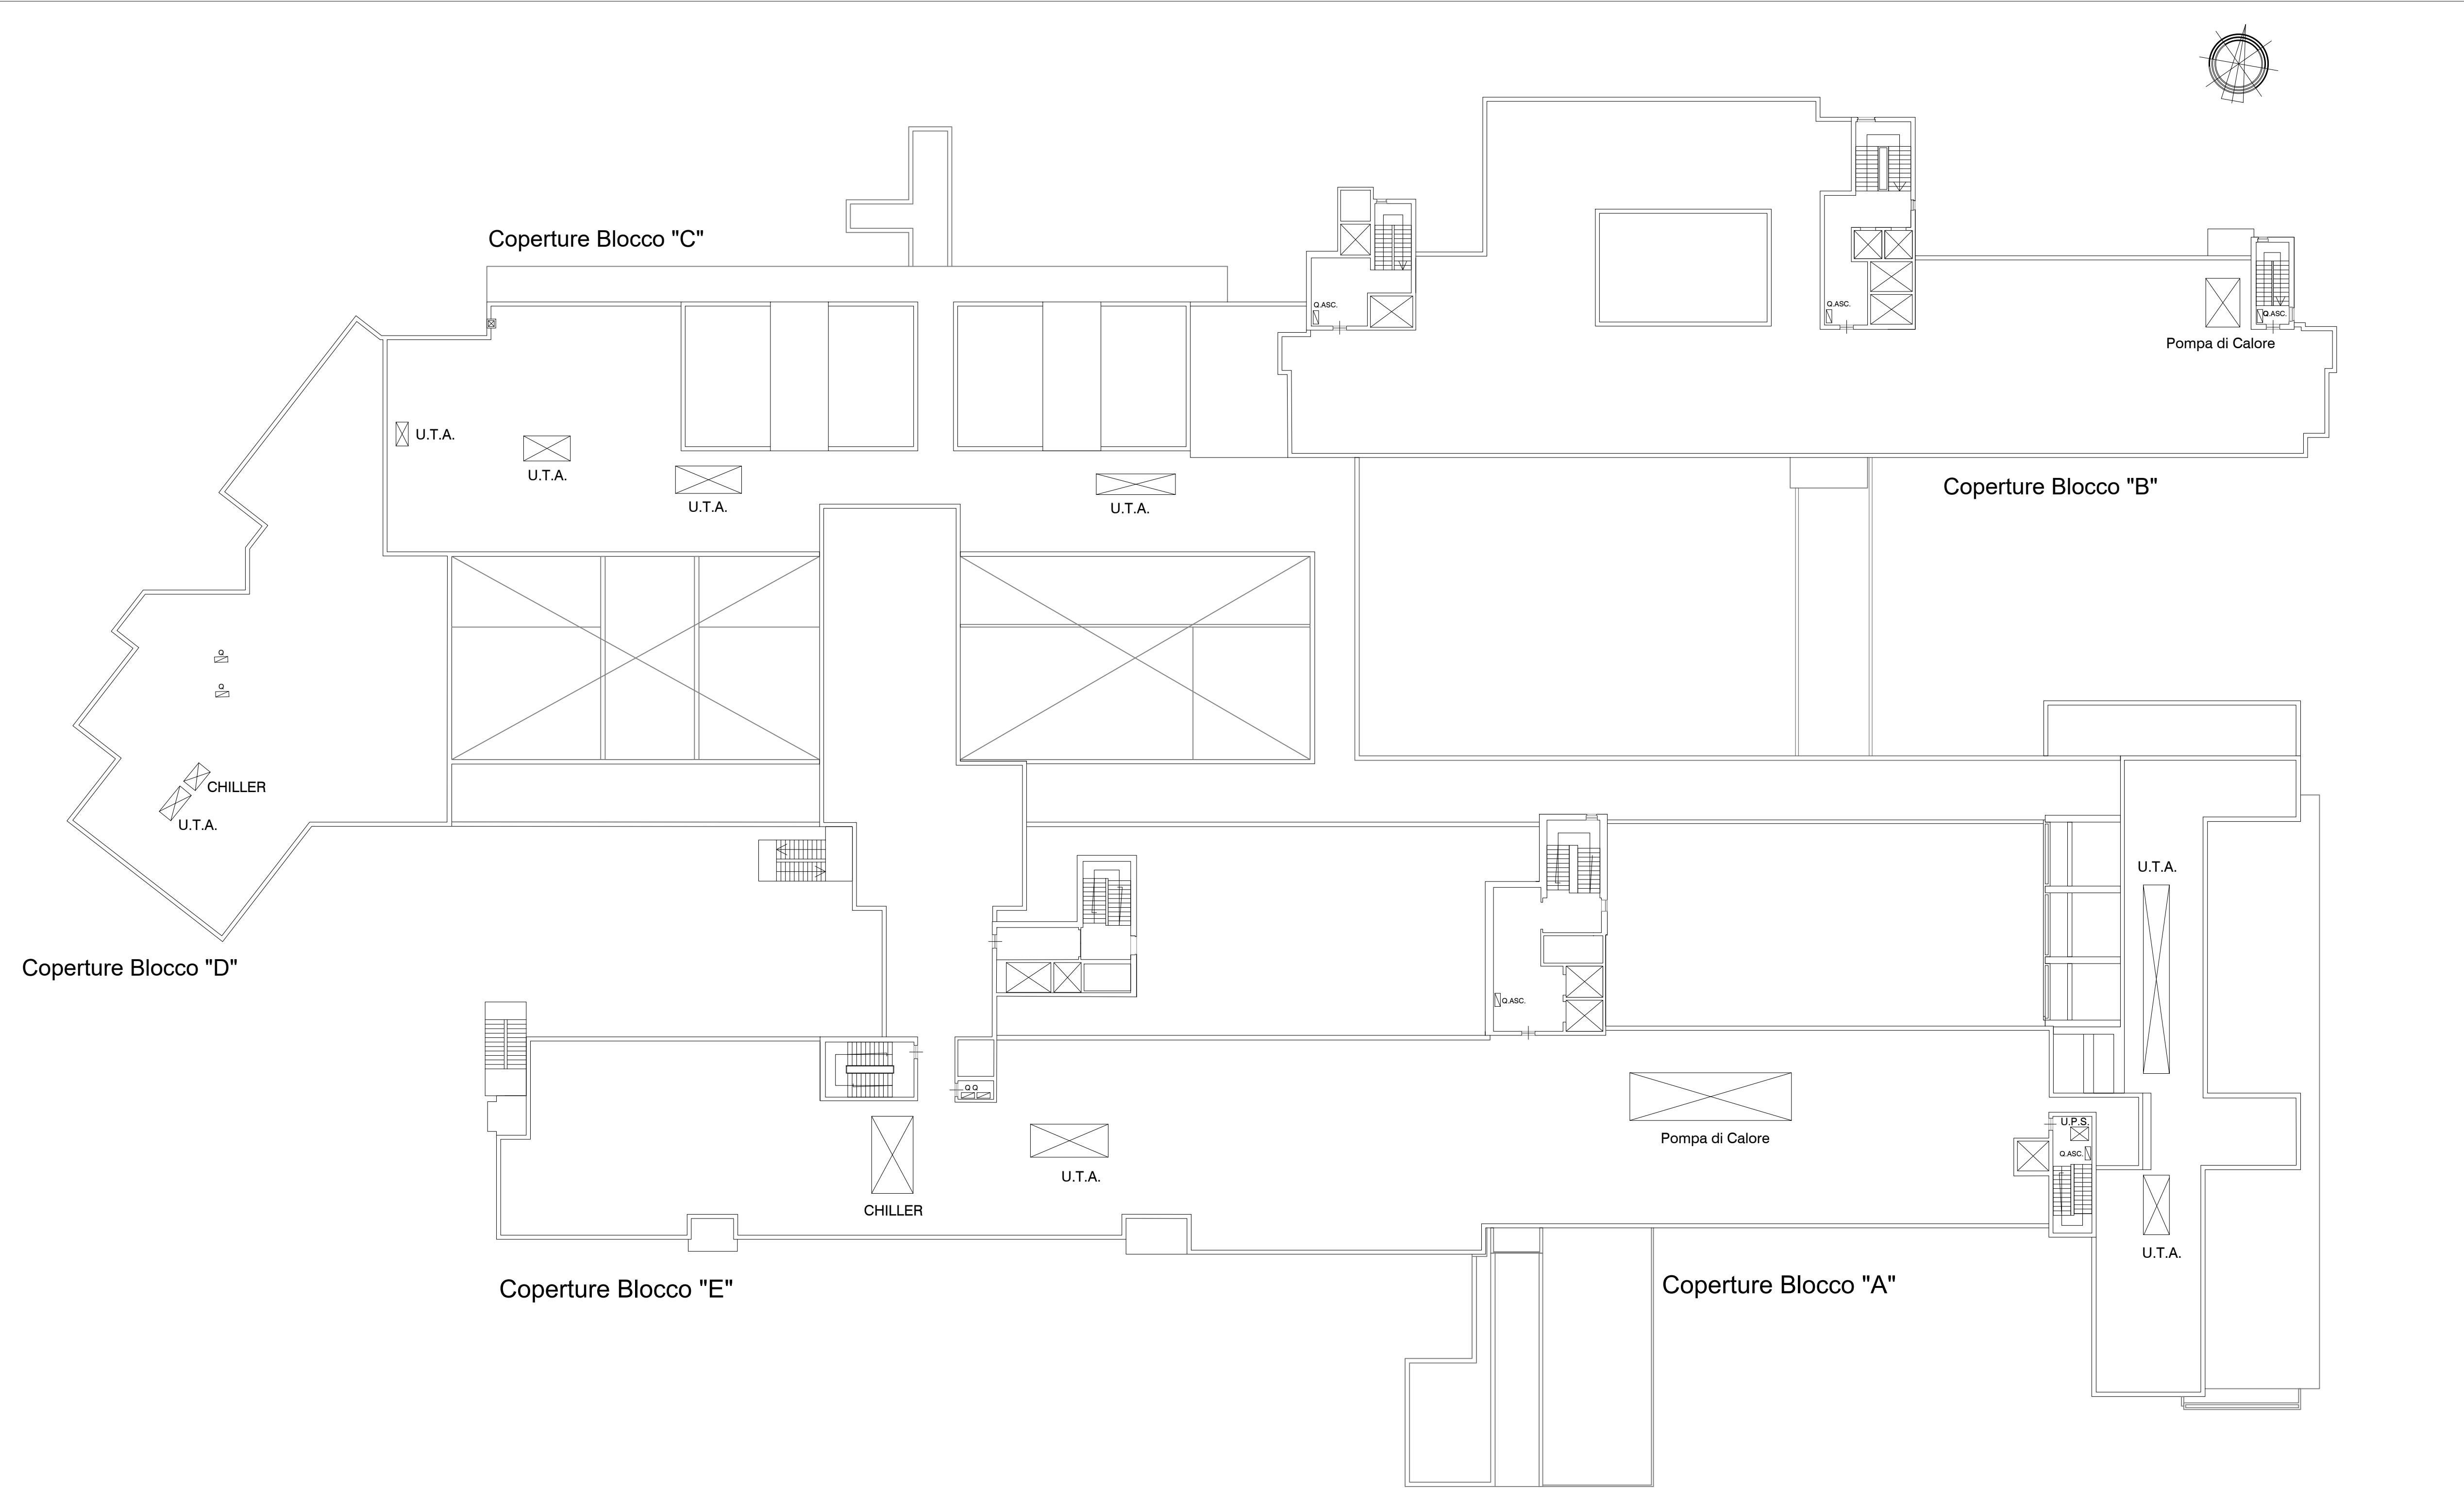 Coperture Blocco "C"
Q.ASC.
Q.ASC.
Q.ASC.
Pompa di Calore
U.T.A.
U.T.A.
U.T.A.
U.T.A.
Coperture Blocco "B"
Q
Q
CHILLER
U.T.A.
U.T.A.
Coperture Blocco "D"
Q.ASC.
Q Q
U.P.S.
Pompa di Calore
Q.ASC.
U.T.A.
CHILLER
U.T.A.
Coperture Blocco "E"
Coperture Blocco "A"